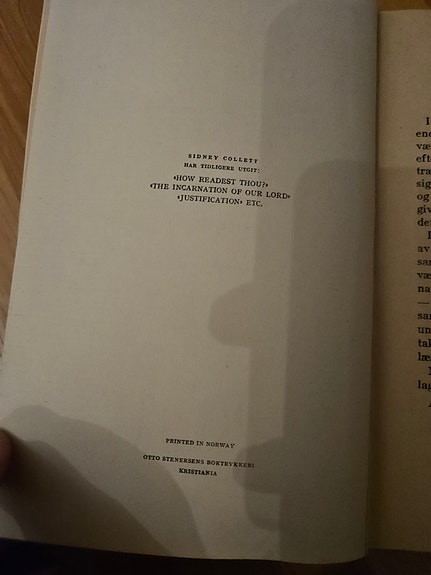 SIDNEY COLLETT
HAR TIDLIGERE UTGIT:
«HOW READEST THOU?»
«THE INCARNATION OF OUR LORD»
«JUSTIFICATION» ETC.
PRINTED IN NORWAY
OTTO STENERSENS BOKTRYKKERI
KRISTIANIA